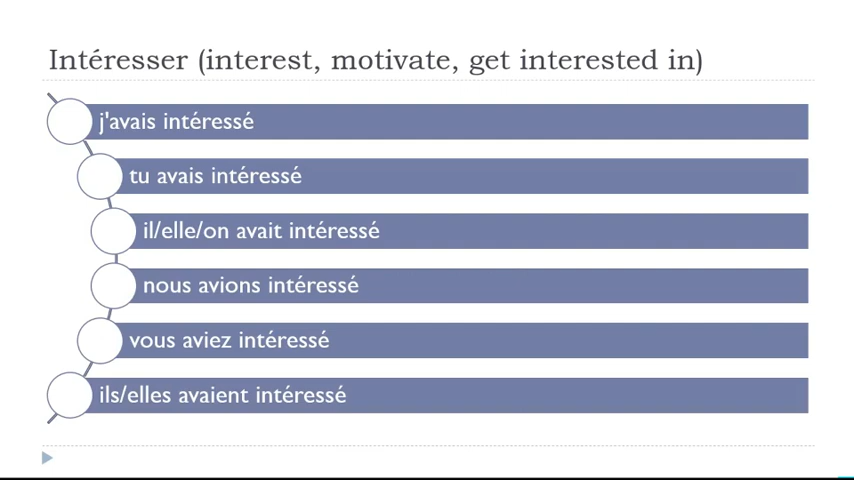 Intéresser (interest, motivate, get interested in)
j'avais intéressé
tu avais intéressé
il/elle/on avait intéressé
nous avions intéressé
vous aviez intéressé
ils/elles avaient intéressé